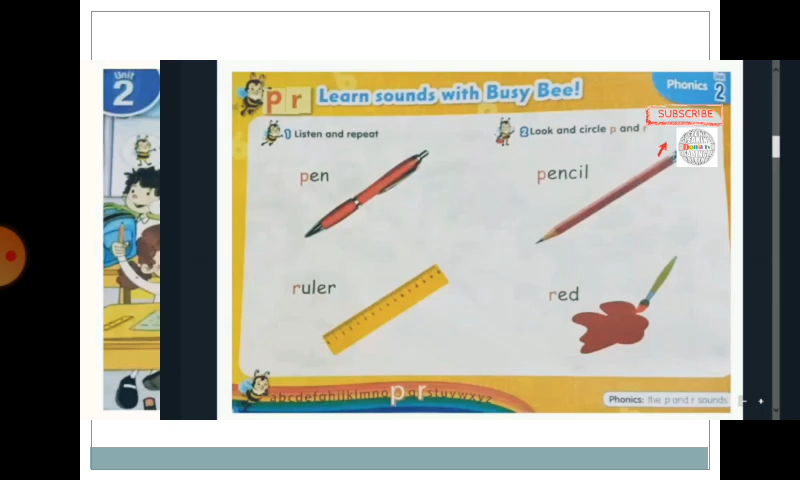 Unit
2
pr Learn sounds with Busy Bee!
Phonics
2
SUBSCRIBE
1 Listen and repeat
2 Look and circle p and r
pen
pencil
ruler
red
abcdefghijklmno p q r stuvwxyz
Phonics: the p and r sounds